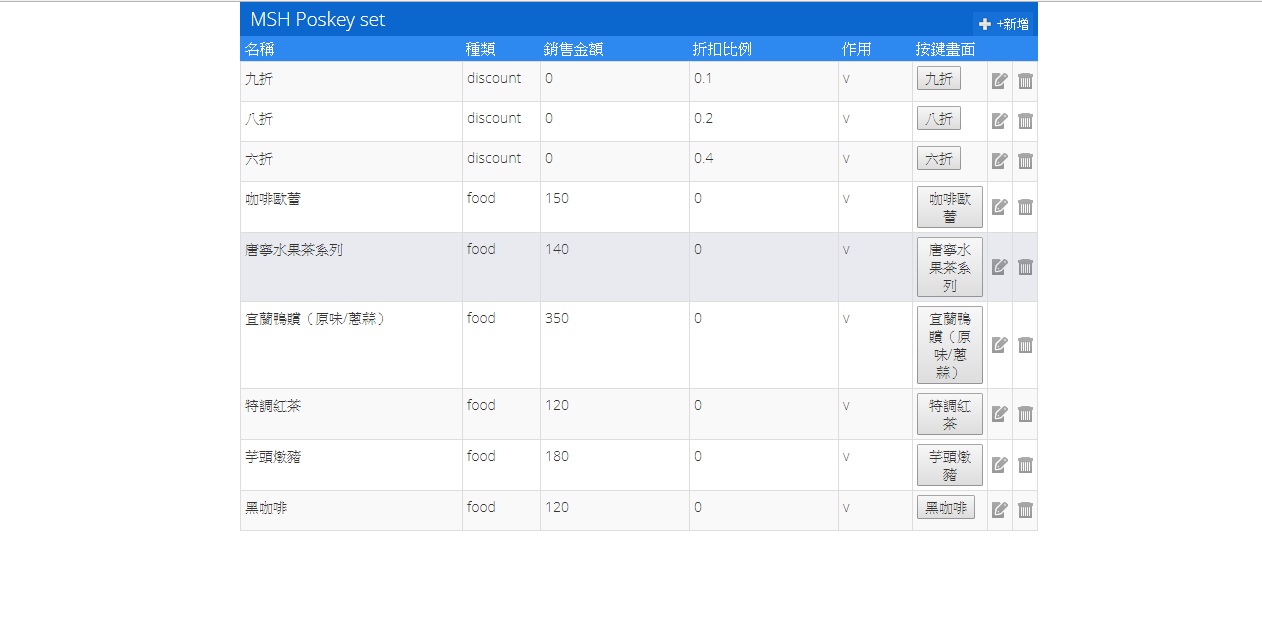 MSH Poskey set
+新增
名稱 種類 銷售金額 折扣比例 作用 按鍵畫面
九折 discount 0 0.1 v 九折
八折 discount 0 0.2 v 八折
六折 discount 0 0.4 v 六折
咖啡歐蕾 food 150 0 v 咖啡歐
蕾
唐寧水果茶系列 food 140 0 v 唐寧水
果茶系
列
宜蘭鴨賞（原味/蔥蒜） food 350 0 v 宜蘭鴨
賞（原
味/蔥
蒜）
特調紅茶 food 120 0 v 特調紅
茶
芋頭燉豬 food 180 0 v 芋頭燉
豬
黑咖啡 food 120 0 v 黑咖啡